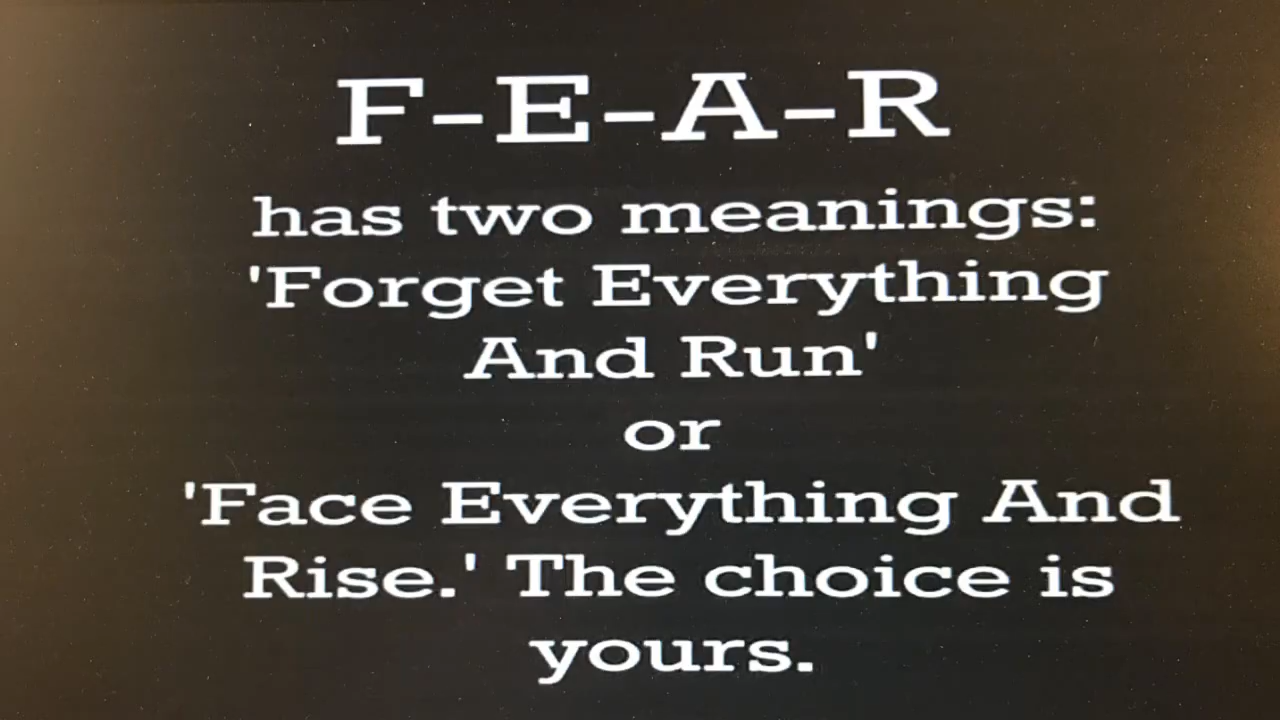 F-E-A-R
has two meanings:
'Forget Everything
And Run'
or
'Face Everything And
Rise.' The choice is
yours.